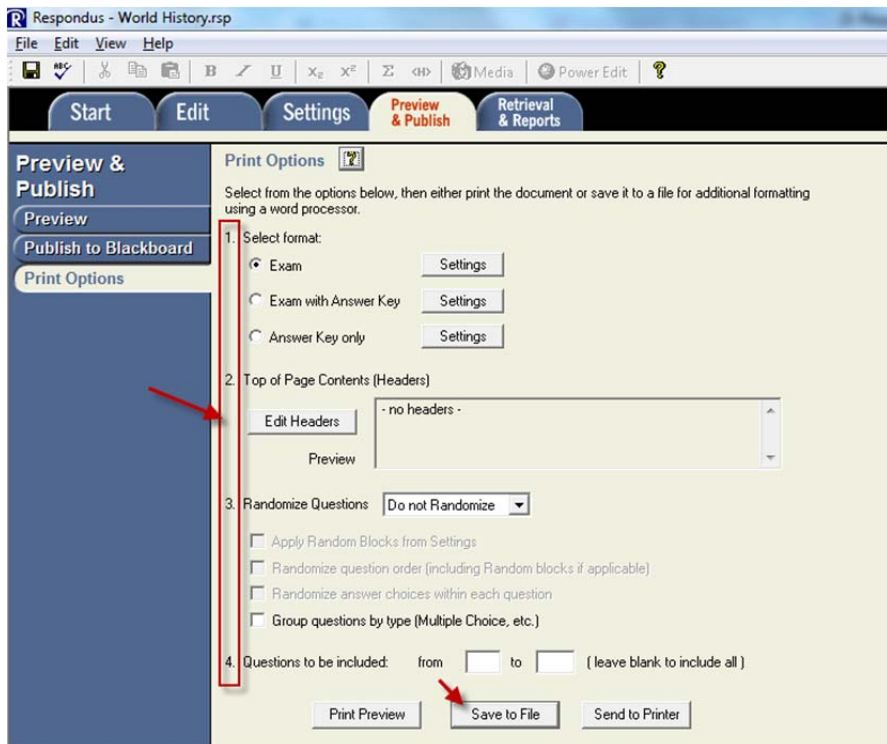 Respondus - World History.rsp
File Edit View Help
ABC B I U X₂ X² Σ <H> Media Power Edit ?
Start Edit Settings Preview & Publish Retrieval & Reports
Preview & Publish
Preview
Publish to Blackboard
Print Options
Print Options ?
Select from the options below, then either print the document or save it to a file for additional formatting
using a word processor.
1. Select format:
Exam Settings
Exam with Answer Key Settings
Answer Key only Settings
2. Top of Page Contents (Headers)
Edit Headers - no headers -
Preview
3. Randomize Questions Do not Randomize
Apply Random Blocks from Settings
Randomize question order (including Random blocks if applicable)
Randomize answer choices within each question
Group questions by type (Multiple Choice, etc.)
4. Questions to be included: from to ( leave blank to include all )
Print Preview Save to File Send to Printer